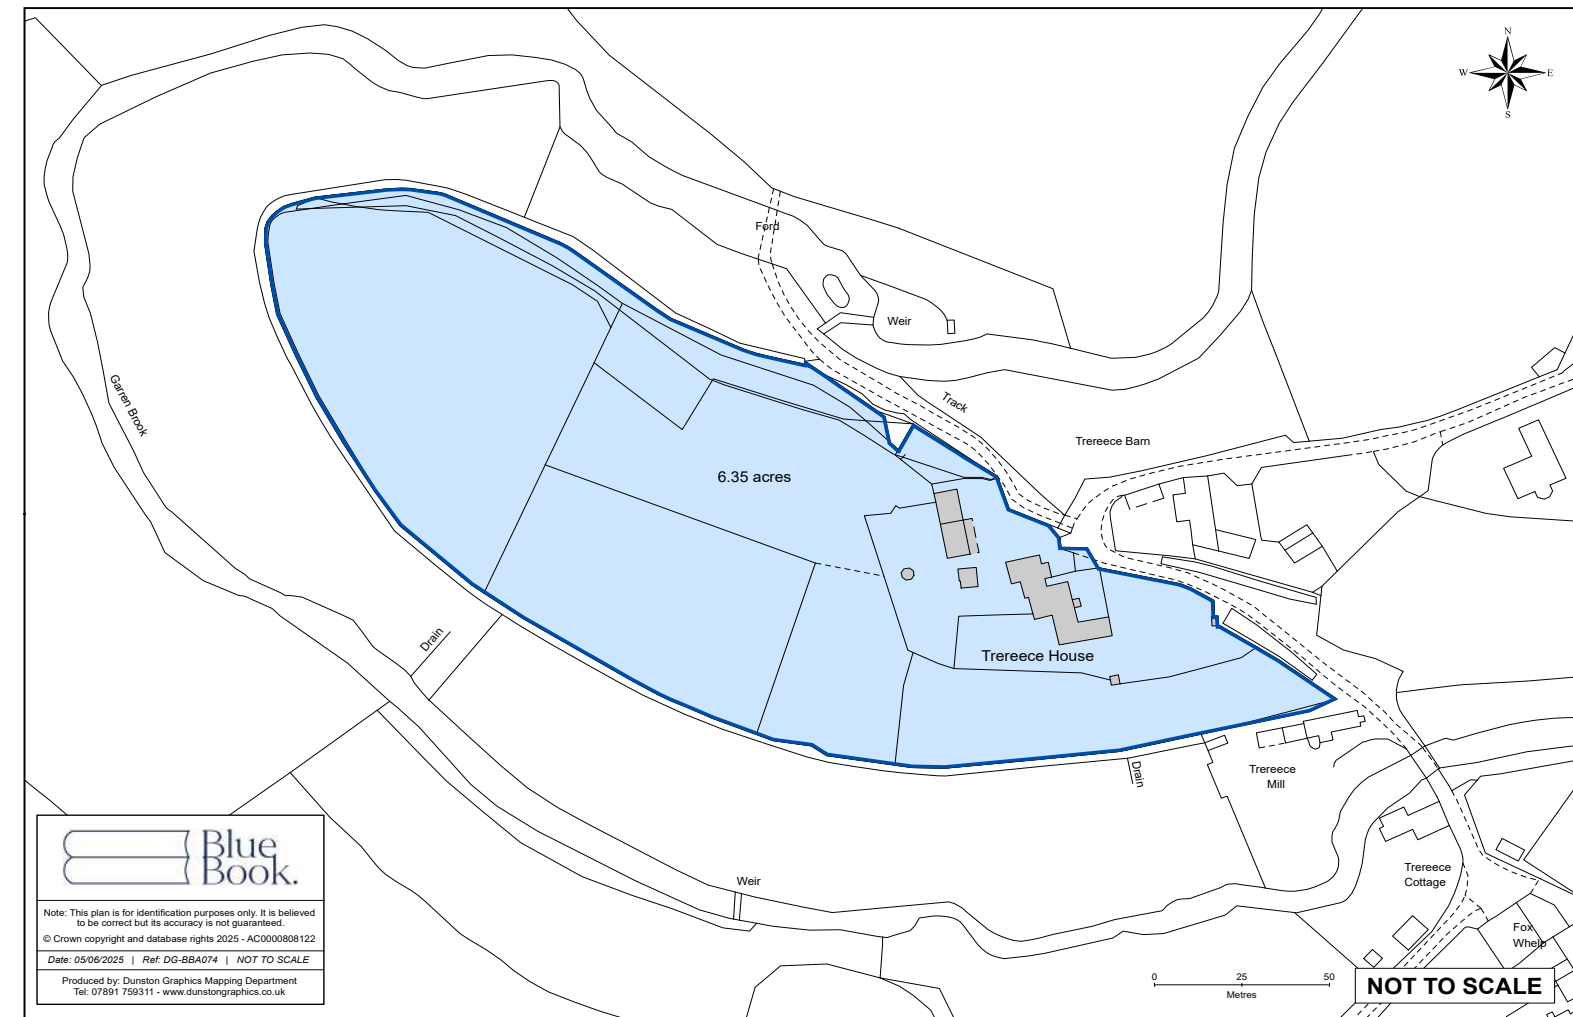 N
W E
S
Ford
Weir
Garren Brook
Track
Trereece Barn
6.35 acres
Drain
Trereece House
Drain
Trereece
Mill
Weir
Trereece
Cottage
Fox
Whelp
Blue
Book.
Note: This plan is for identification purposes only. It is believed
to be correct but its accuracy is not guaranteed.
© Crown copyright and database rights 2025 - AC0000808122
Date: 05/06/2025 | Ref: DG-BBA074 | NOT TO SCALE
Produced by: Dunston Graphics Mapping Department
Tel: 07891 759311 - www.dunstongraphics.co.uk
0 25 50
Metres
NOT TO SCALE